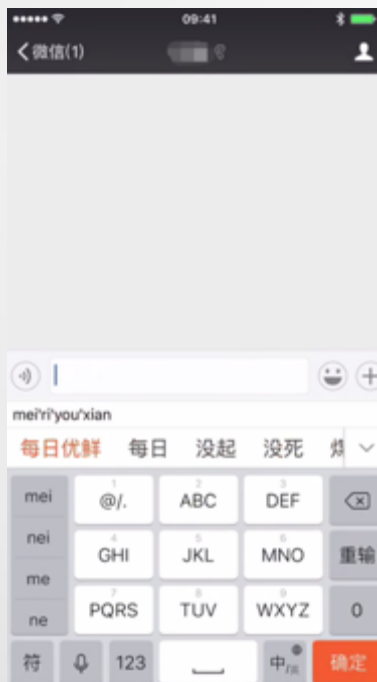 09:41
微信(1)
mei'ri'you'xian
每日优鲜 每日 没起 没死
mei
nei
me
ne
1 @/.
2 ABC
3 DEF
4 GHI
5 JKL
6 MNO
重输
7 PQRS
8 TUV
9 WXYZ
0
符
123
中/英
确定